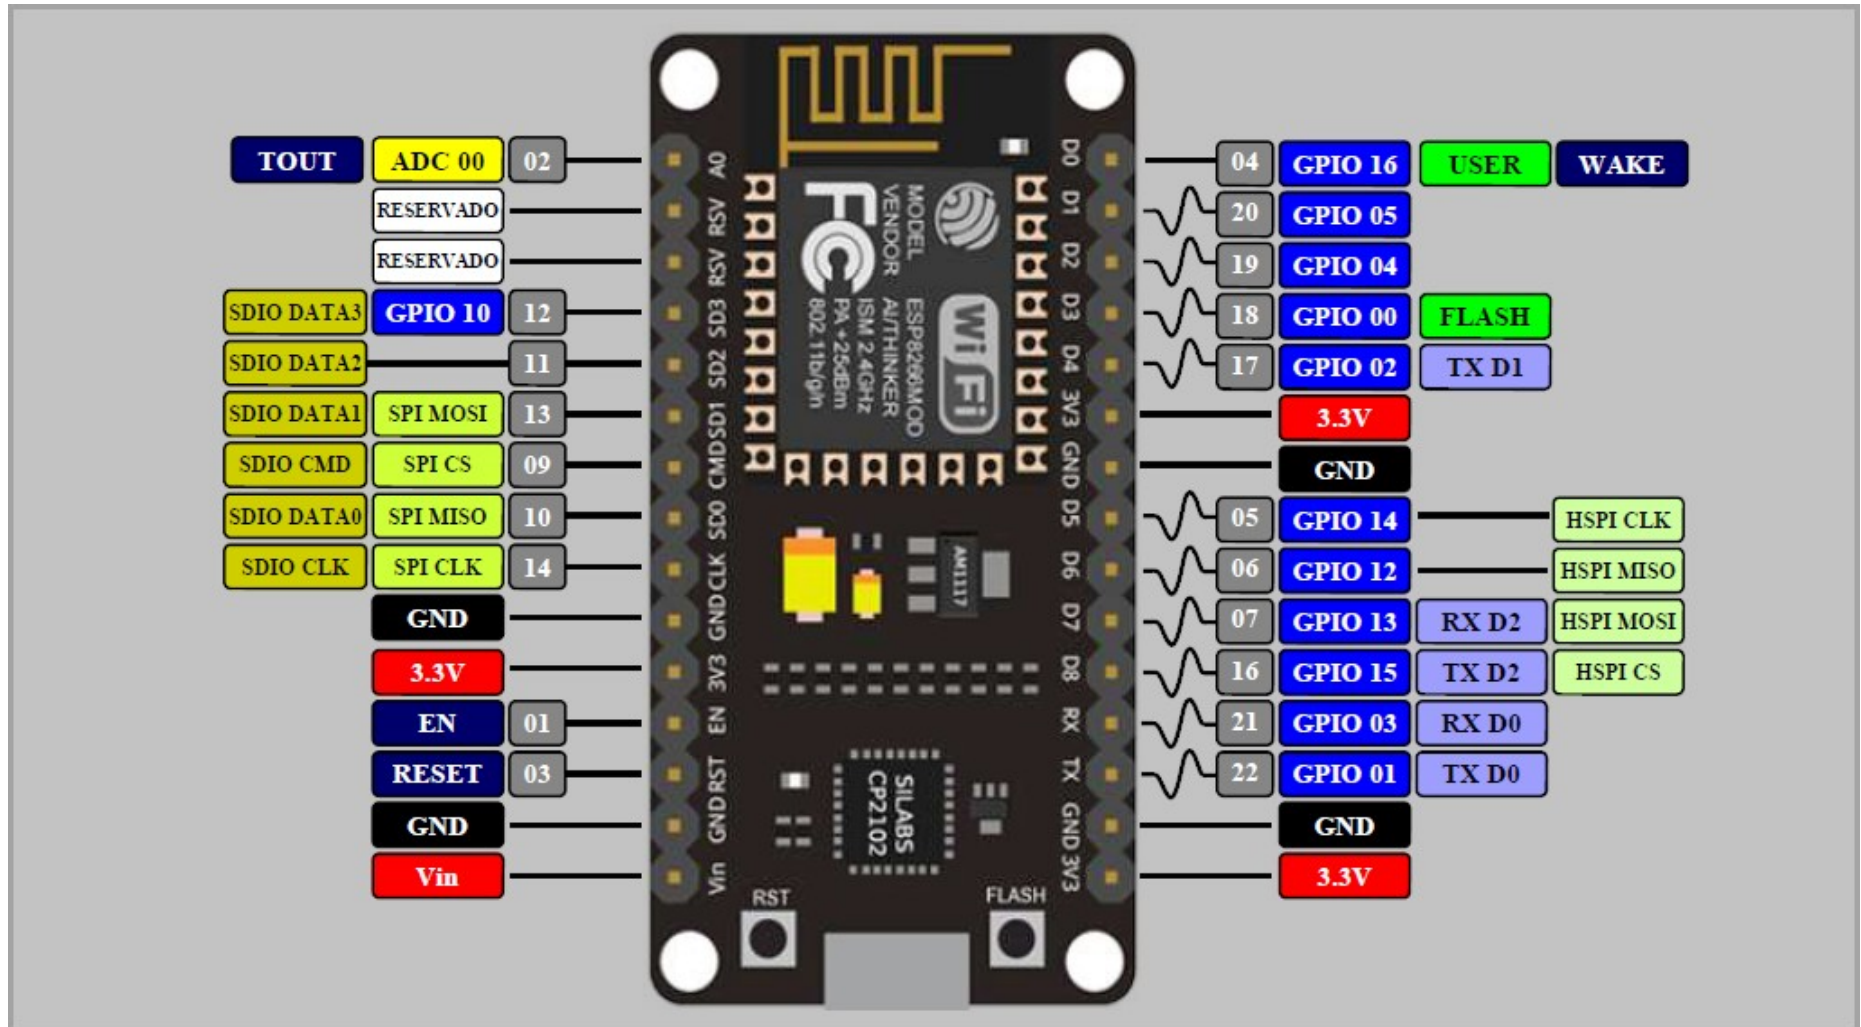 TOUT ADC 00 02 A0 D0 04 GPIO 16 USER WAKE
RESERVADO RSV D1 20 GPIO 05
RESERVADO RSV D2 19 GPIO 04
SDIO DATA3 GPIO 10 12 SD3 D3 18 GPIO 00 FLASH
SDIO DATA2 11 SD2 D4 17 GPIO 02 TX D1
SDIO DATA1 SPI MOSI 13 SD1 3V3 3.3V
SDIO CMD SPI CS 09 CMD GND GND
SDIO DATA0 SPI MISO 10 SD0 D5 05 GPIO 14 HSPI CLK
SDIO CLK SPI CLK 14 CLK D6 06 GPIO 12 HSPI MISO
GND GND D7 07 GPIO 13 RX D2 HSPI MOSI
3.3V 3V3 D8 16 GPIO 15 TX D2 HSPI CS
EN 01 EN RX 21 GPIO 03 RX D0
RESET 03 RST TX 22 GPIO 01 TX D0
GND GND GND GND
Vin Vin 3V3 3.3V
MODEL ESP8266MOD
VENDOR AI/THINKER
ISM 2.4GHz
PA +25dBm
802.11b/g/n
FC
Wi Fi
AM1117
SILABS
CP2102
RST
FLASH